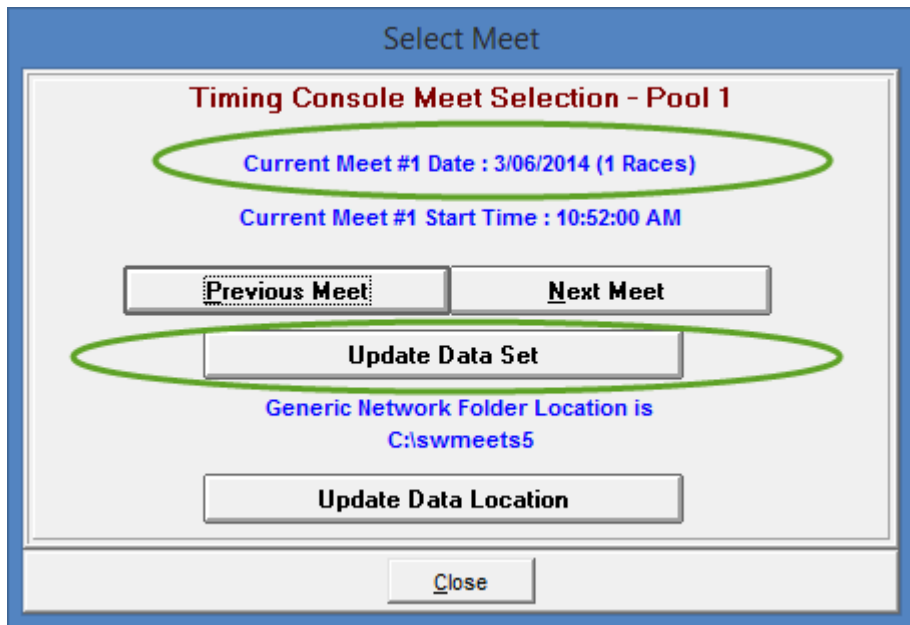 Select Meet
Timing Console Meet Selection - Pool 1
Current Meet #1 Date : 3/06/2014 (1 Races)
Current Meet #1 Start Time : 10:52:00 AM
Previous Meet Next Meet
Update Data Set
Generic Network Folder Location is
C:\swmeets5
Update Data Location
Close